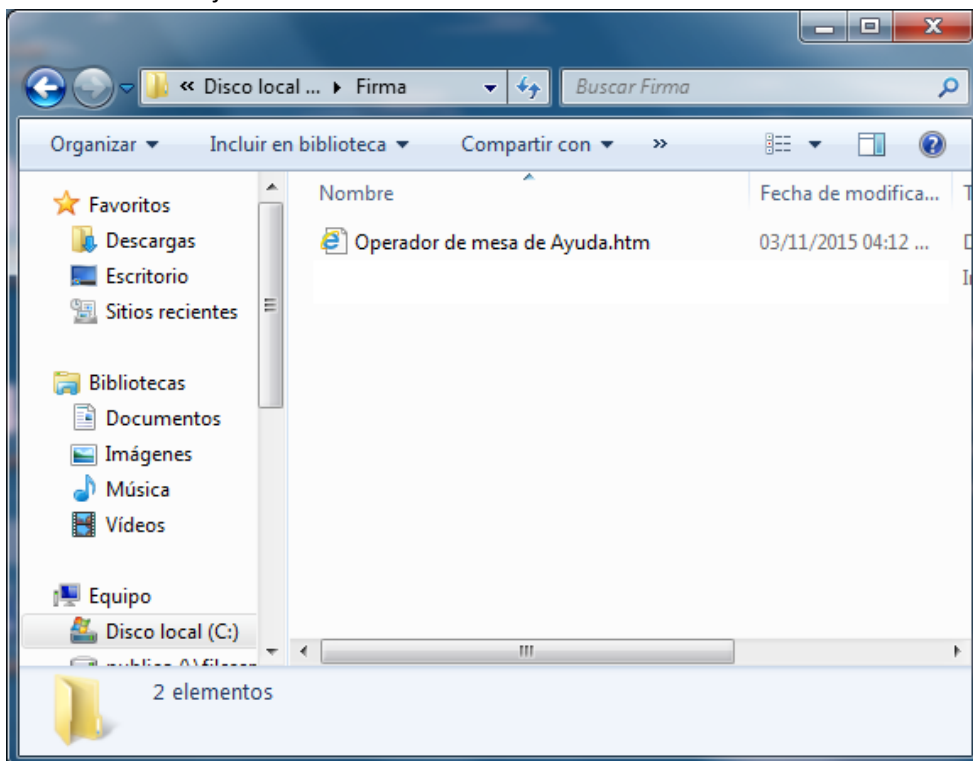 « Disco local ... ▸ Firma
Buscar Firma
Organizar
Incluir en biblioteca
Compartir con
»
Favoritos
Descargas
Escritorio
Sitios recientes
Bibliotecas
Documentos
Imágenes
Música
Vídeos
Equipo
Disco local (C:)
Nombre
Fecha de modifica...
Operador de mesa de Ayuda.htm
03/11/2015 04:12 ...
2 elementos